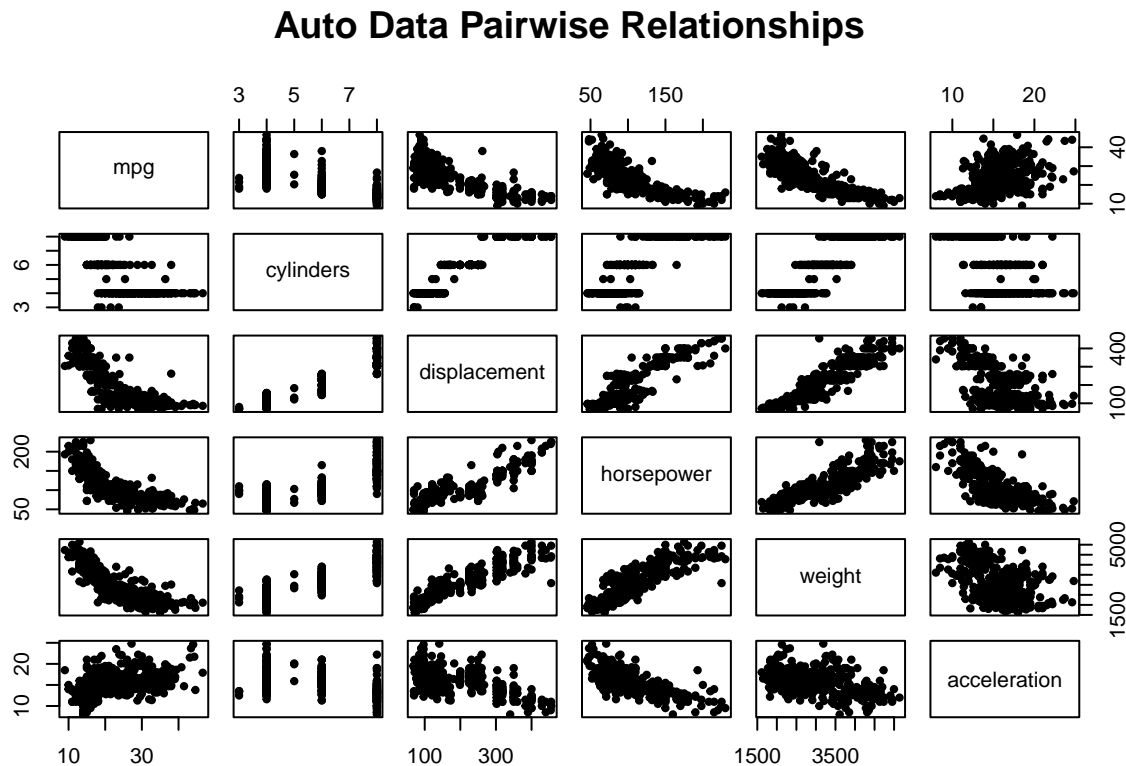 Auto Data Pairwise Relationships
3 5 7
50 150
10 20
mpg
10 40
3 6
cylinders
displacement
100 400
50 200
horsepower
weight
1500 5000
10 20
acceleration
10 30
100 300
1500 3500